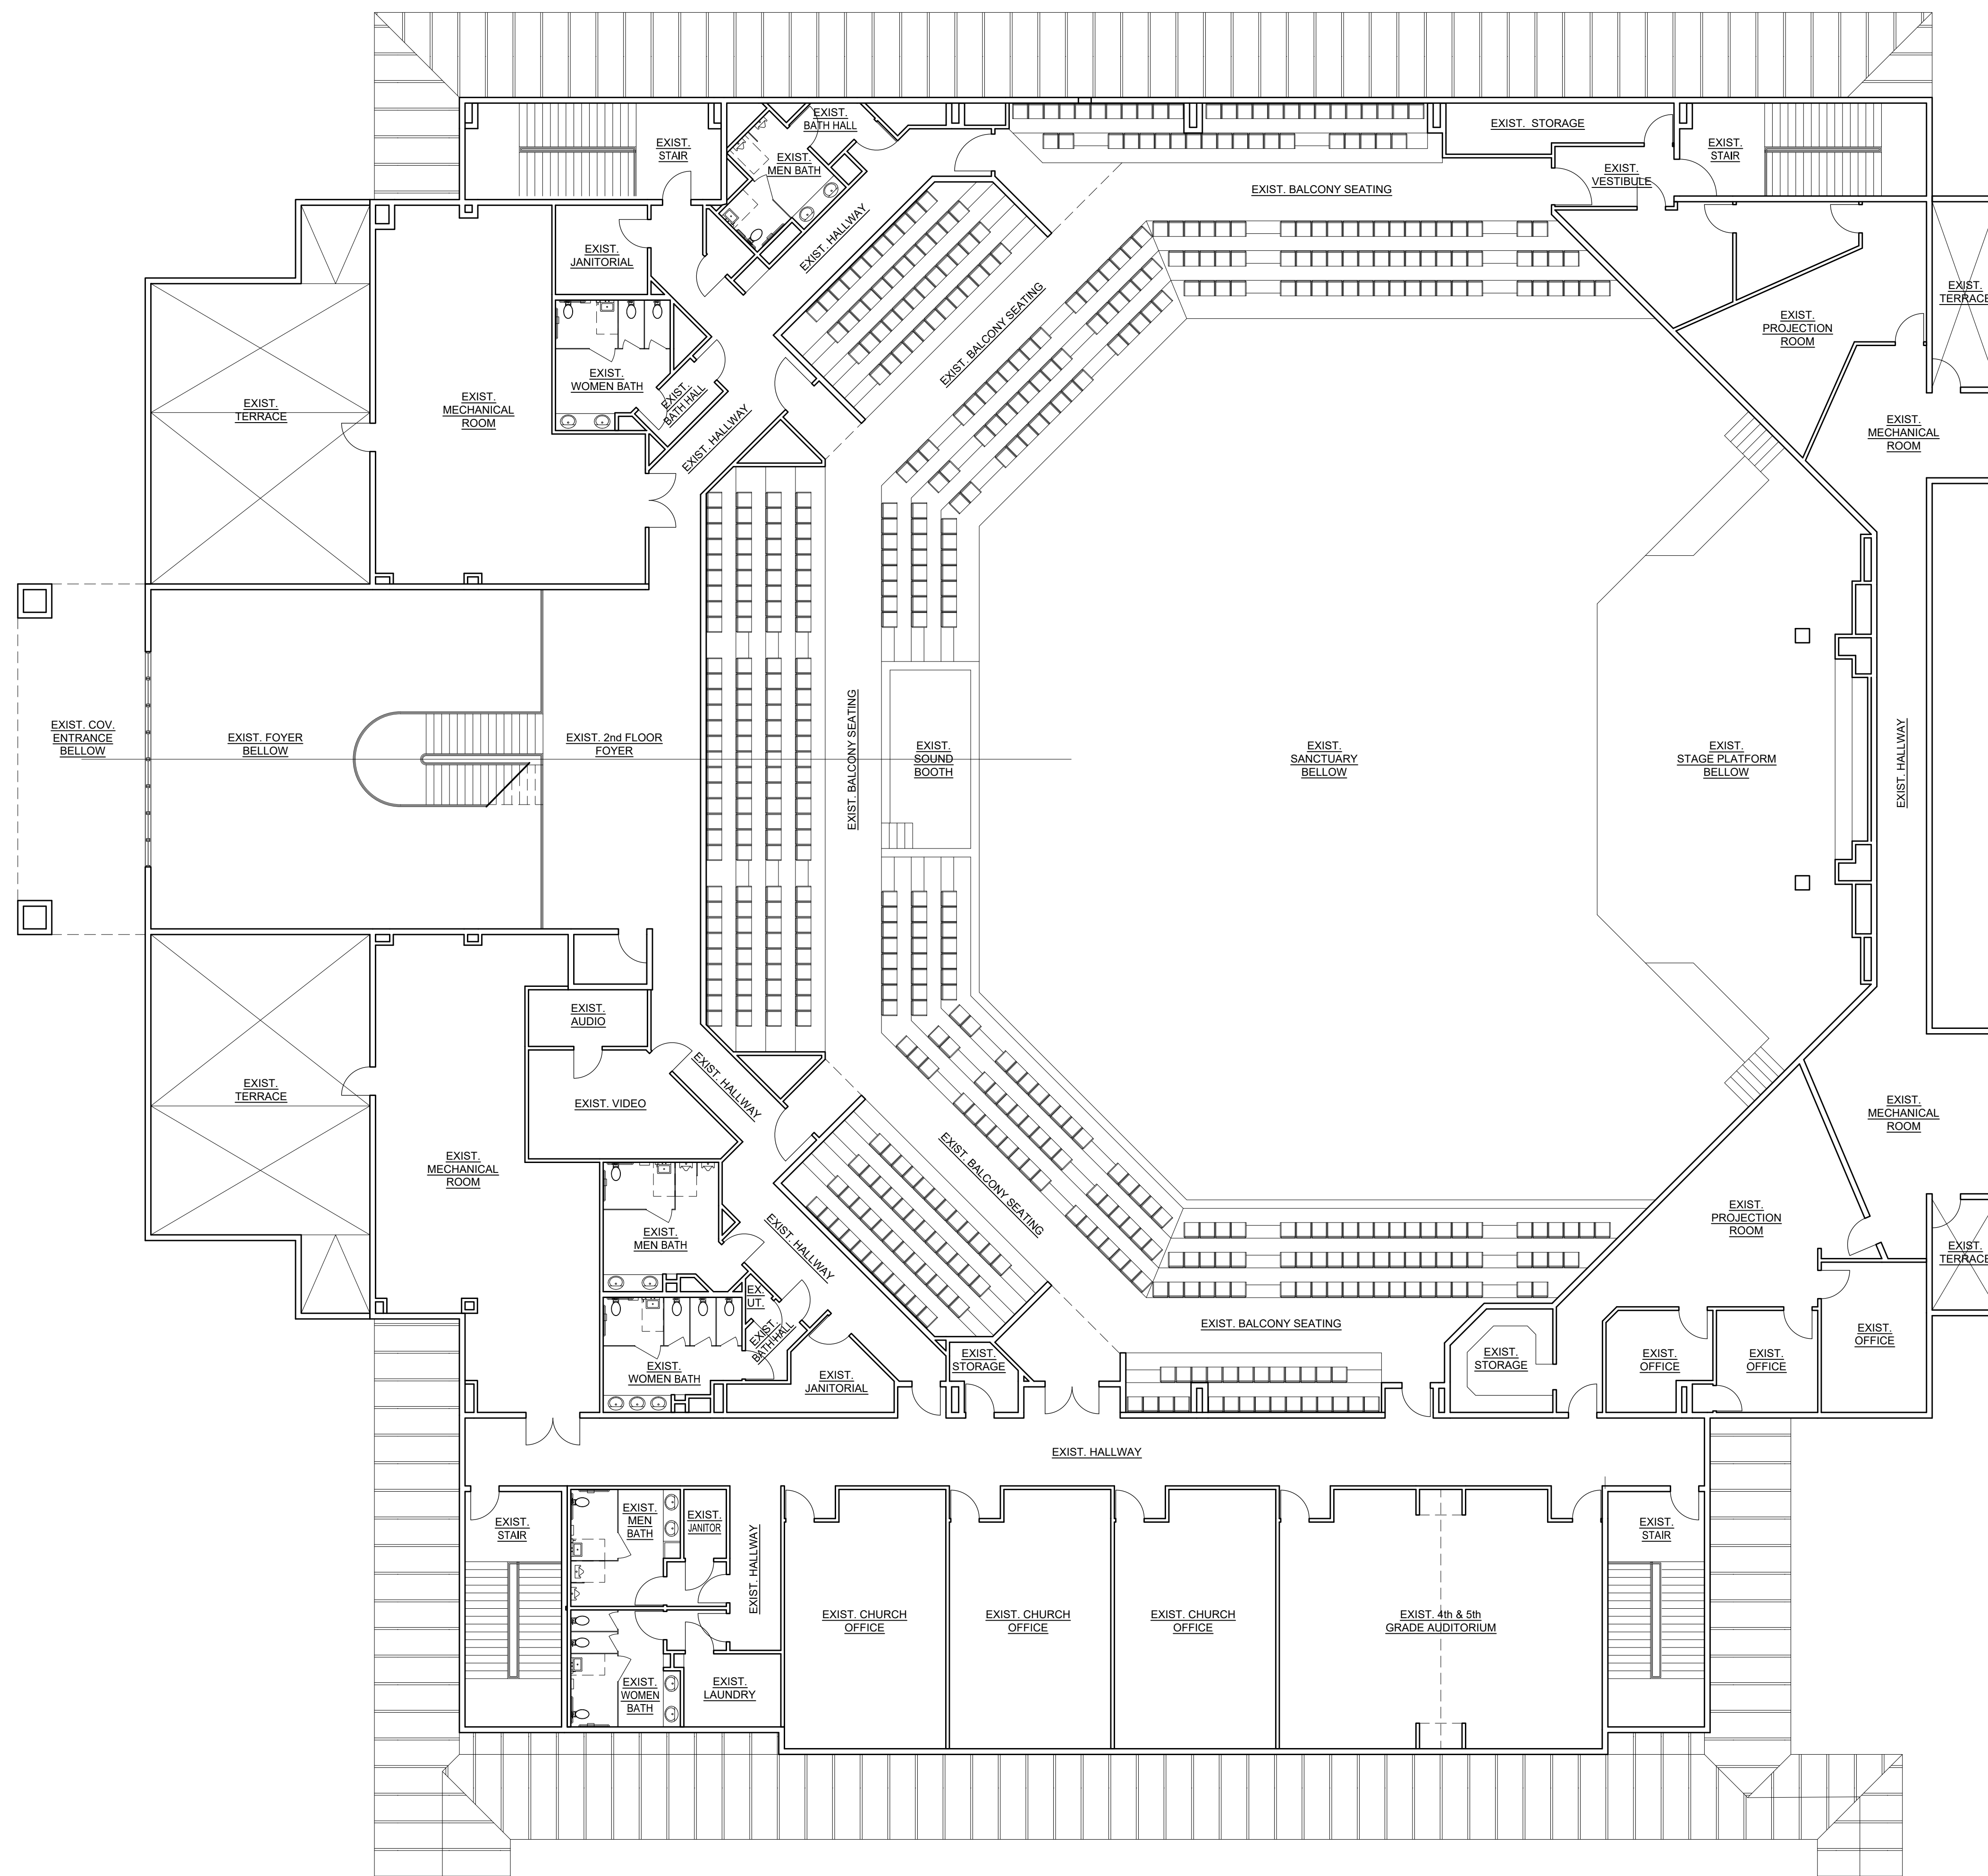 EXIST.
BATH HALL
EXIST.
STAIR
EXIST.
MEN BATH
EXIST. STORAGE
EXIST.
STAIR
EXIST.
VESTIBULE
EXIST. BALCONY SEATING
EXIST. HALLWAY
EXIST.
JANITORIAL
EXIST.
TERRACE
EXIST. BALCONY SEATING
EXIST.
PROJECTION
ROOM
EXIST.
WOMEN BATH
EXIST.
BATH HALL
EXIST.
TERRACE
EXIST.
MECHANICAL
ROOM
EXIST. HALLWAY
EXIST.
MECHANICAL
ROOM
EXIST. COV.
ENTRANCE
BELLOW
EXIST. FOYER
BELLOW
EXIST. 2nd FLOOR
FOYER
EXIST. BALCONY SEATING
EXIST.
SOUND
BOOTH
EXIST.
SANCTUARY
BELLOW
EXIST.
STAGE PLATFORM
BELLOW
EXIST. HALLWAY
EXIST.
AUDIO
EXIST. HALLWAY
EXIST.
TERRACE
EXIST. VIDEO
EXIST.
MECHANICAL
ROOM
EXIST.
MECHANICAL
ROOM
EXIST. BALCONY SEATING
EXIST.
MEN BATH
EXIST. HALLWAY
EXIST.
PROJECTION
ROOM
EXIST.
TERRACE
EX.
UT.
EXIST.
BATH HALL
EXIST. BALCONY SEATING
EXIST.
OFFICE
EXIST.
WOMEN BATH
EXIST.
JANITORIAL
EXIST.
STORAGE
EXIST.
STORAGE
EXIST.
OFFICE
EXIST.
OFFICE
EXIST. HALLWAY
EXIST.
STAIR
EXIST.
MEN
BATH
EXIST.
JANITOR
EXIST. HALLWAY
EXIST.
STAIR
EXIST. CHURCH
OFFICE
EXIST. CHURCH
OFFICE
EXIST. CHURCH
OFFICE
EXIST. 4th & 5th
GRADE AUDITORIUM
EXIST.
WOMEN
BATH
EXIST.
LAUNDRY